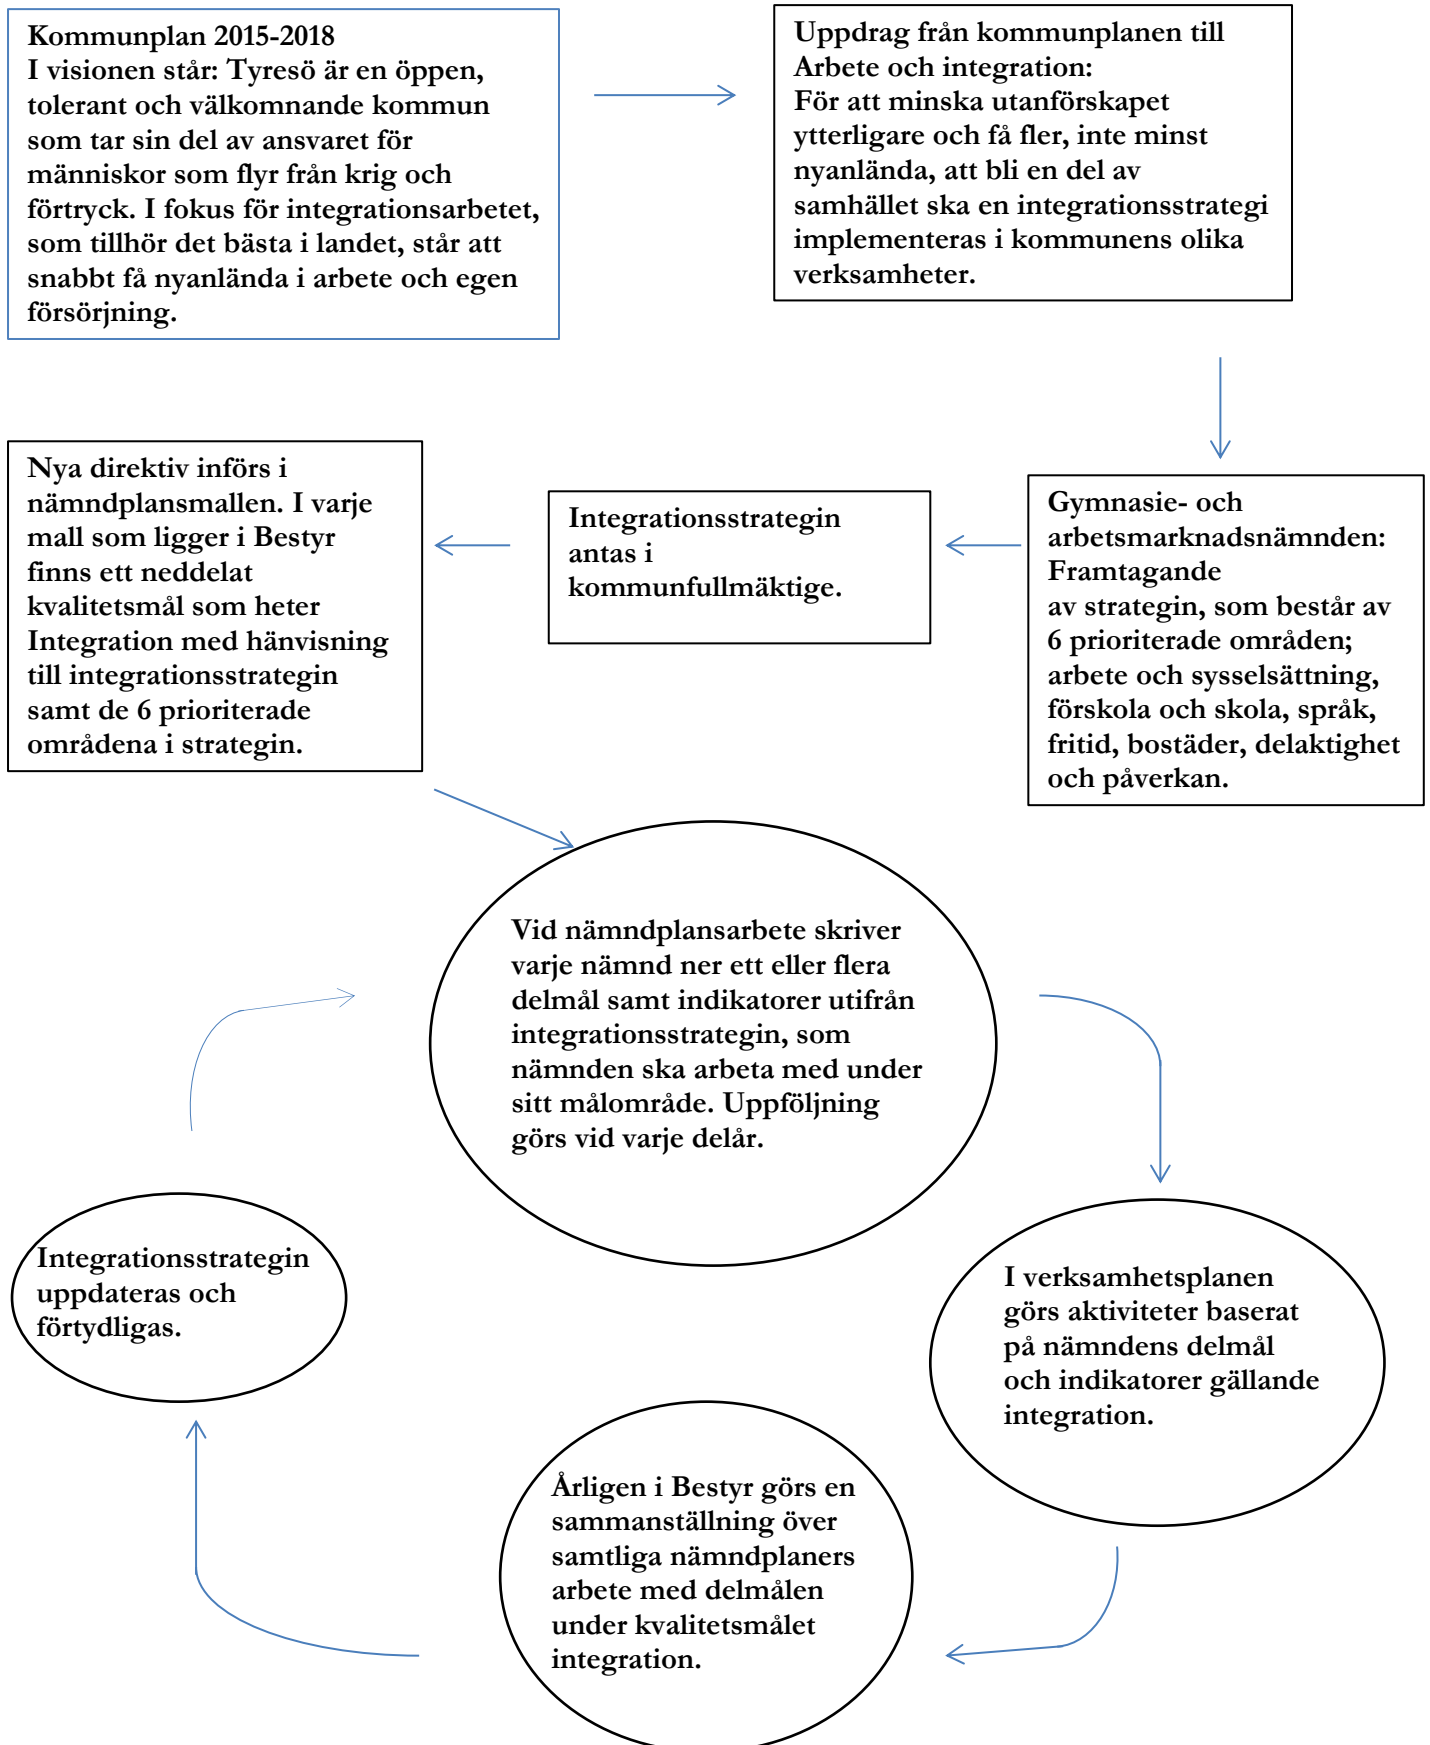 Kommunplan 2015-2018
I visionen står: Tyresö är en öppen,
tolerant och välkomnande kommun
som tar sin del av ansvaret för
människor som flyr från krig och
förtryck. I fokus för integrationsarbetet,
som tillhör det bästa i landet, står att
snabbt få nyanlända i arbete och egen
försörjning.
Uppdrag från kommunplanen till
Arbete och integration:
För att minska utanförskapet
ytterligare och få fler, inte minst
nyanlända, att bli en del av
samhället ska en integrationsstrategi
implementeras i kommunens olika
verksamheter.
Gymnasie- och
arbetsmarknadsnämnden:
Framtagande
av strategin, som består av
6 prioriterade områden;
arbete och sysselsättning,
förskola och skola, språk,
fritid, bostäder, delaktighet
och påverkan.
Integrationsstrategin
antas i
kommunfullmäktige.
Nya direktiv införs i
nämndplansmallen. I varje
mall som ligger i Bestyr
finns ett neddelat
kvalitetsmål som heter
Integration med hänvisning
till integrationsstrategin
samt de 6 prioriterade
områdena i strategin.
Vid nämndplansarbete skriver
varje nämnd ner ett eller flera
delmål samt indikatorer utifrån
integrationsstrategin, som
nämnden ska arbeta med under
sitt målområde. Uppföljning
görs vid varje delår.
I verksamhetsplanen
görs aktiviteter baserat
på nämndens delmål
och indikatorer gällande
integration.
Årligen i Bestyr görs en
sammanställning över
samtliga nämndplaners
arbete med delmålen
under kvalitetsmålet
integration.
Integrationsstrategin
uppdateras och
förtydligas.